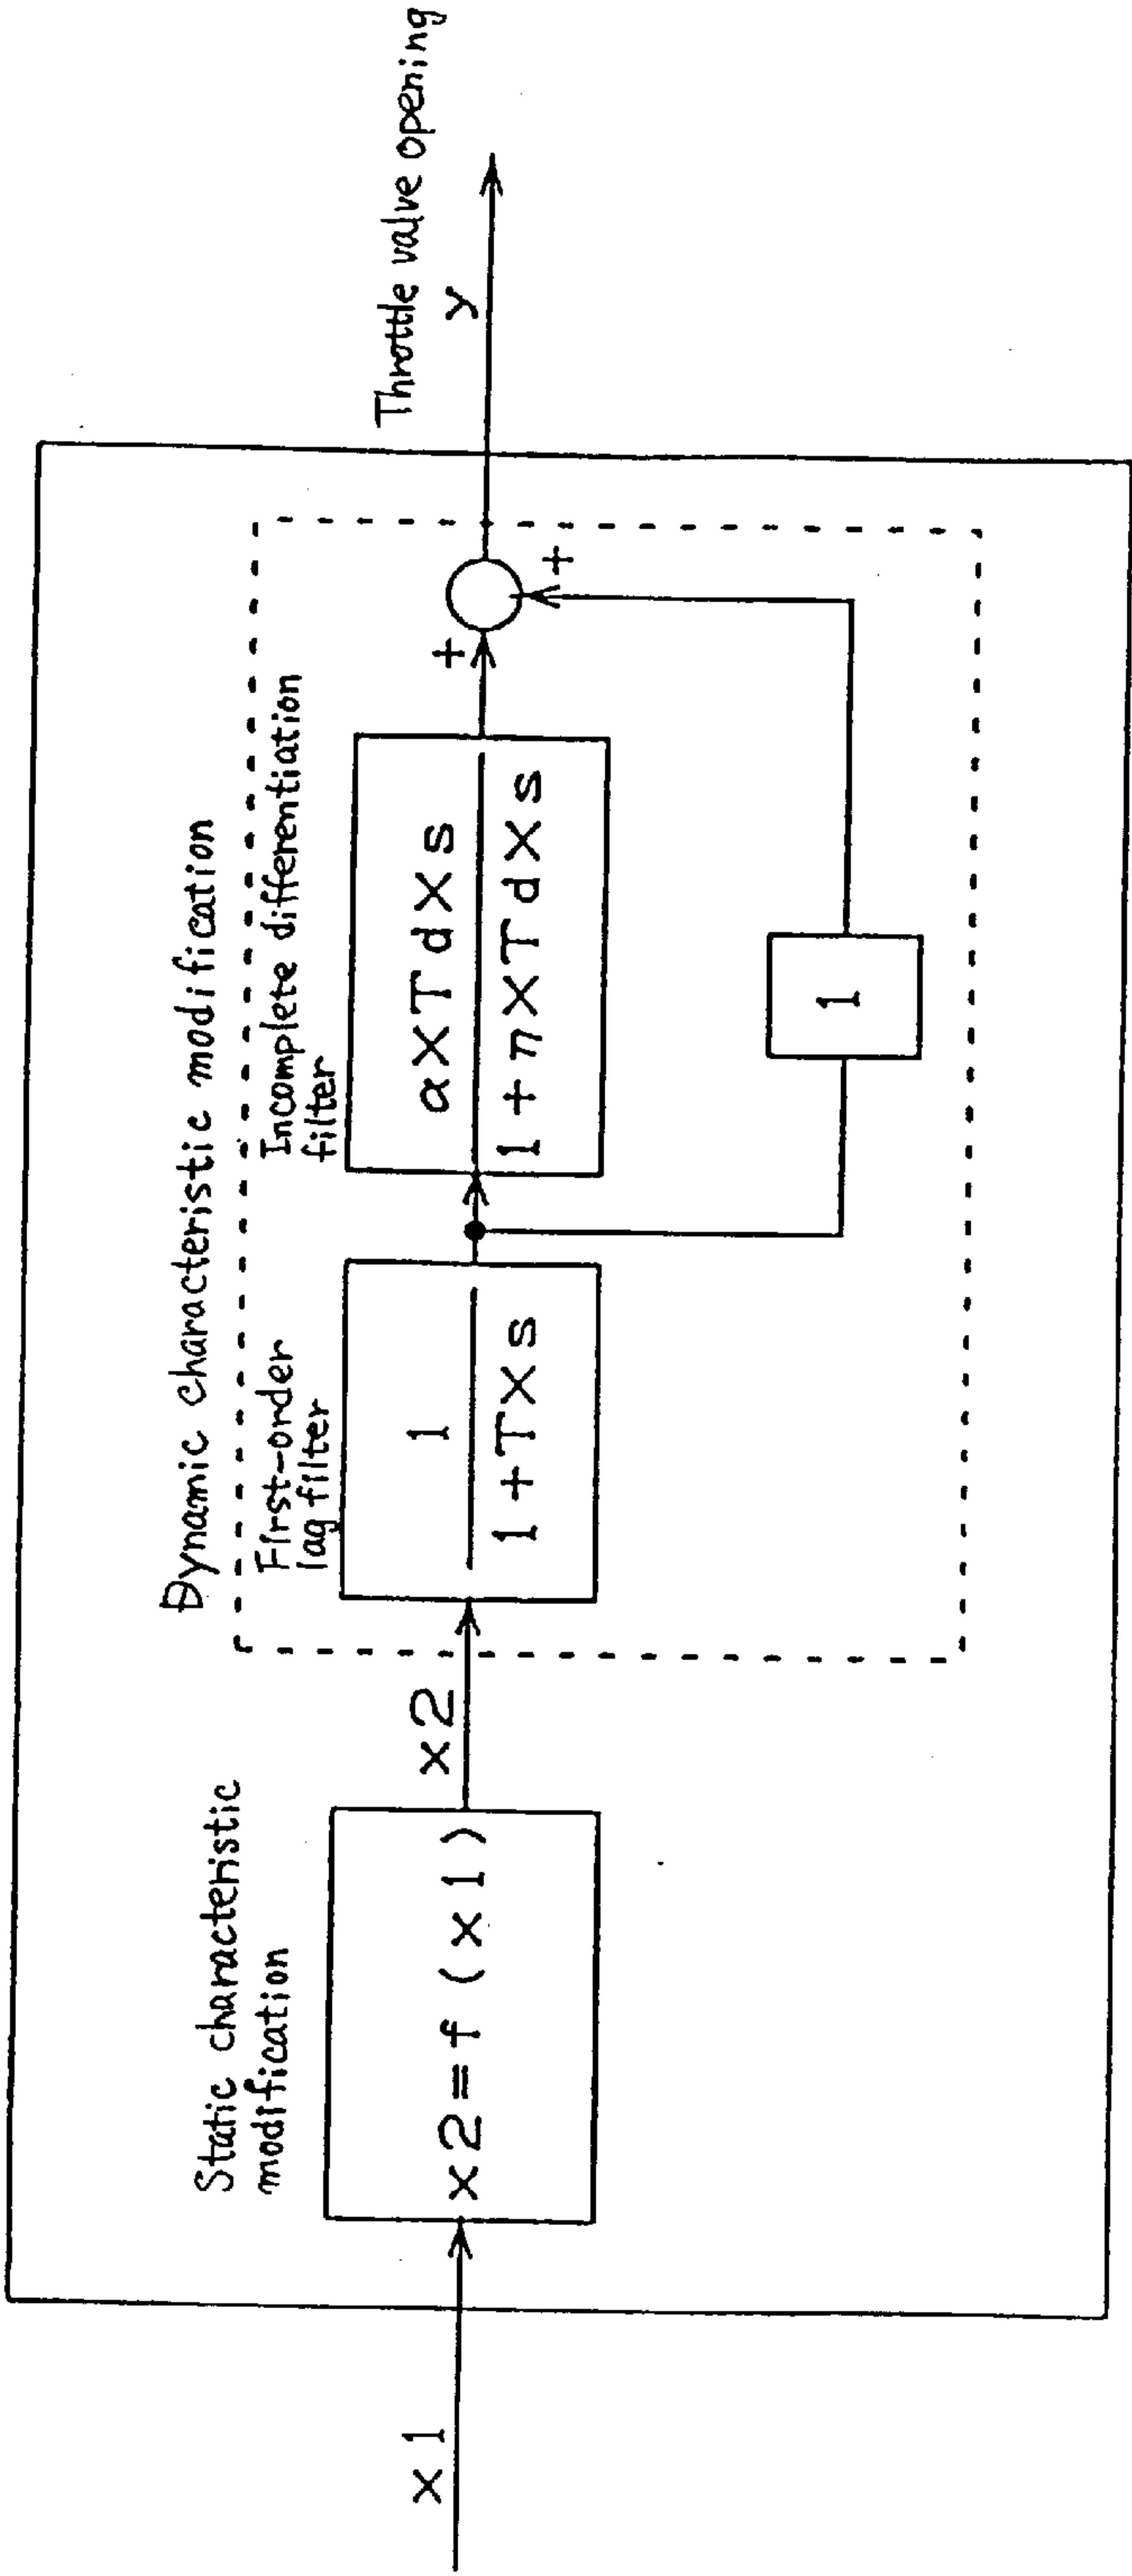 x1
Static characteristic
modification
x2=f(x1)
x2
Dynamic characteristic modification
First-order
lag filter
1
1+T×s
Incomplete differentiation
filter
α×Td×s
1+η×Td×s
1
+
+
Throttle valve opening
y